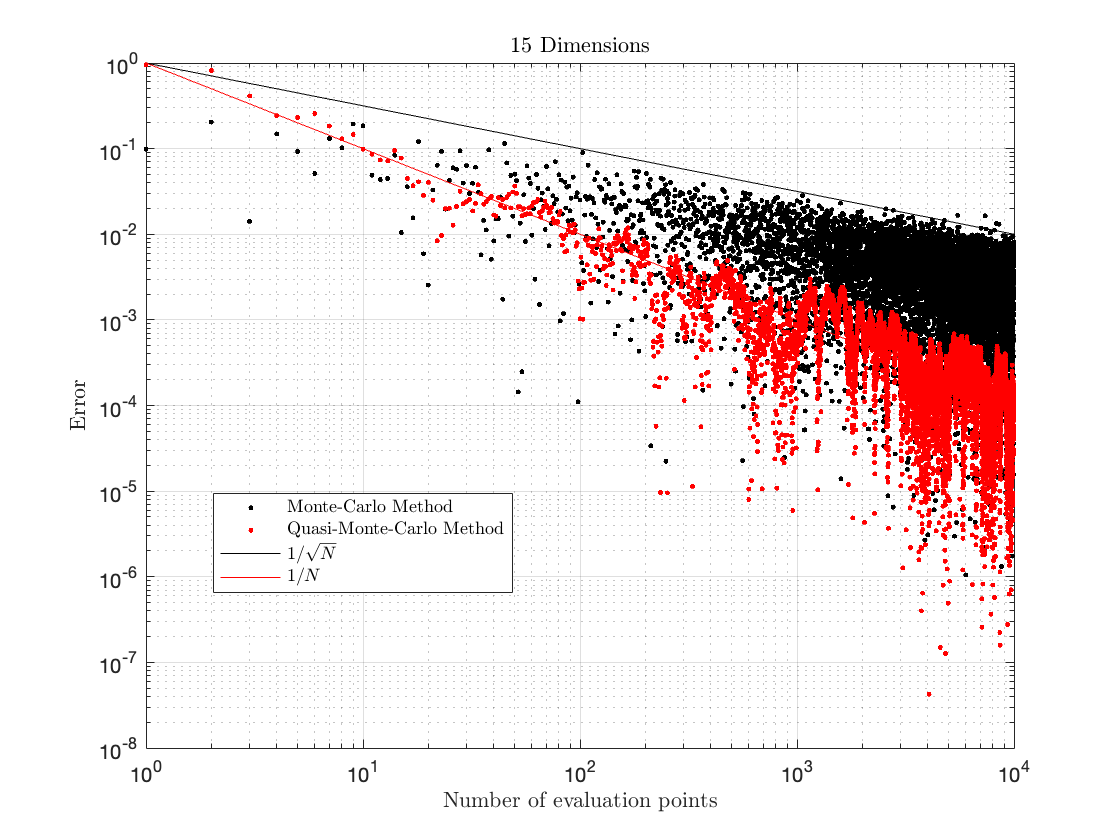 15 Dimensions
10^0
10^-1
10^-2
10^-3
10^-4
10^-5
10^-6
10^-7
10^-8
Error
Monte-Carlo Method
Quasi-Monte-Carlo Method
1/√N
1/N
10^0 10^1 10^2 10^3 10^4
Number of evaluation points